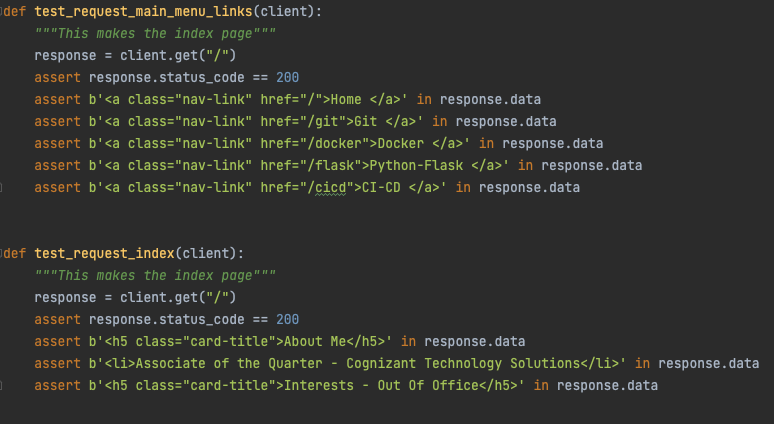 def test_request_main_menu_links(client):
    """This makes the index page"""
    response = client.get("/")
    assert response.status_code == 200
    assert b'<a class="nav-link" href="/">Home </a>' in response.data
    assert b'<a class="nav-link" href="/git">Git </a>' in response.data
    assert b'<a class="nav-link" href="/docker">Docker </a>' in response.data
    assert b'<a class="nav-link" href="/flask">Python-Flask </a>' in response.data
    assert b'<a class="nav-link" href="/cicd">CI-CD </a>' in response.data
def test_request_index(client):
    """This makes the index page"""
    response = client.get("/")
    assert response.status_code == 200
    assert b'<h5 class="card-title">About Me</h5>' in response.data
    assert b'<li>Associate of the Quarter - Cognizant Technology Solutions</li>' in response.data
    assert b'<h5 class="card-title">Interests - Out Of Office</h5>' in response.data